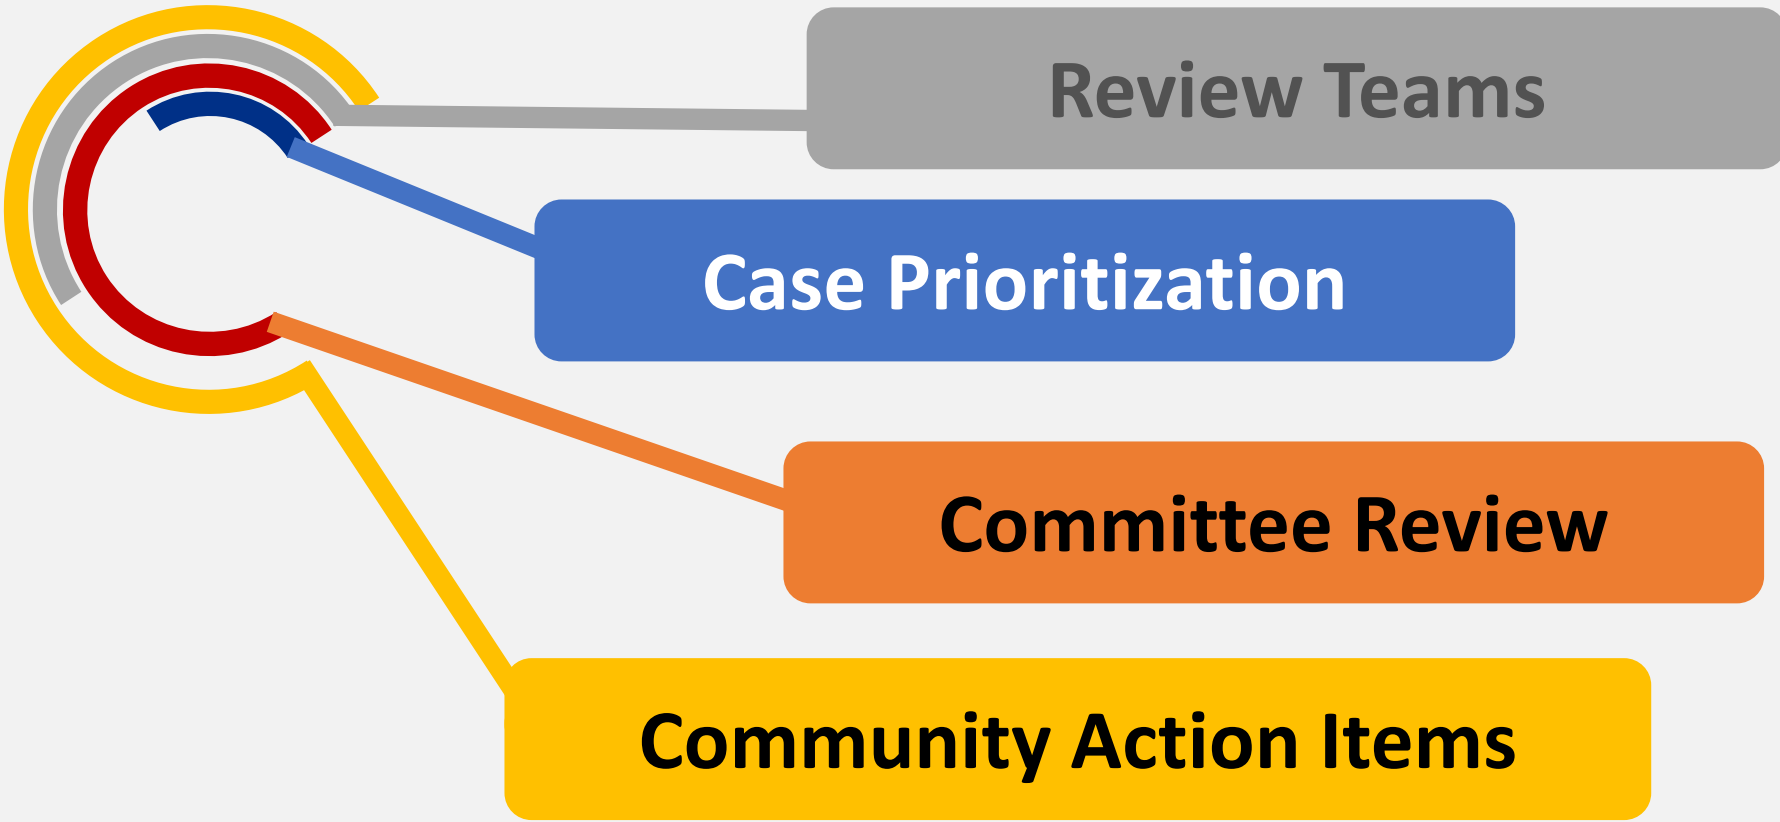 Review Teams
Case Prioritization
Committee Review
Community Action Items